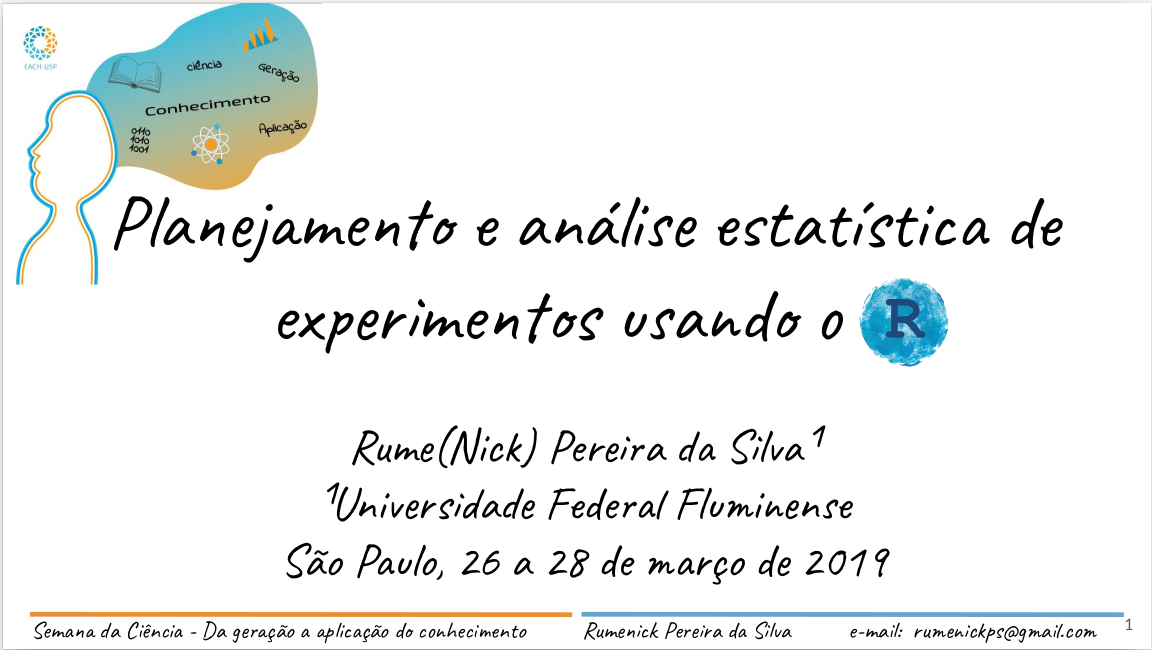 EACH-USP
ciência
Geração
Conhecimento
0110
1010
1001
Aplicação
Planejamento e análise estatística de
experimentos usando o R
Rume(Nick) Pereira da Silva¹
¹Universidade Federal Fluminense
São Paulo, 26 a 28 de março de 2019
Semana da Ciência - Da geração a aplicação do conhecimento
Rumenick Pereira da Silva e-mail: rumenickps@gmail.com 1